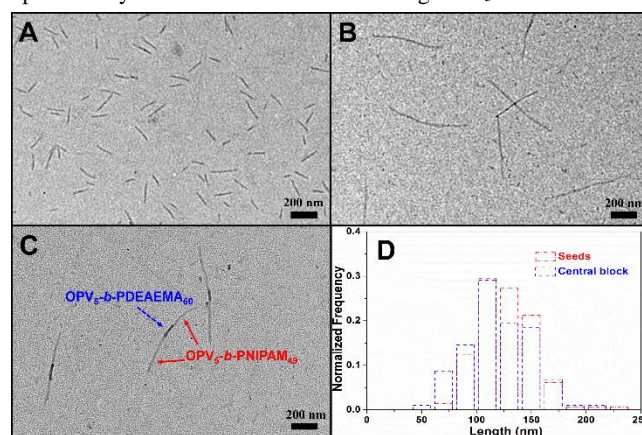 A
200 nm
B
200 nm
C
OPV₅-b-PDEAEMA₆₀
OPV₅-b-PNIPAM₄₉
200 nm
D
Seeds
Central block
Normalized Frequency
0.4
0.3
0.2
0.1
0.0
0 50 100 150 200 25
Length (nm)